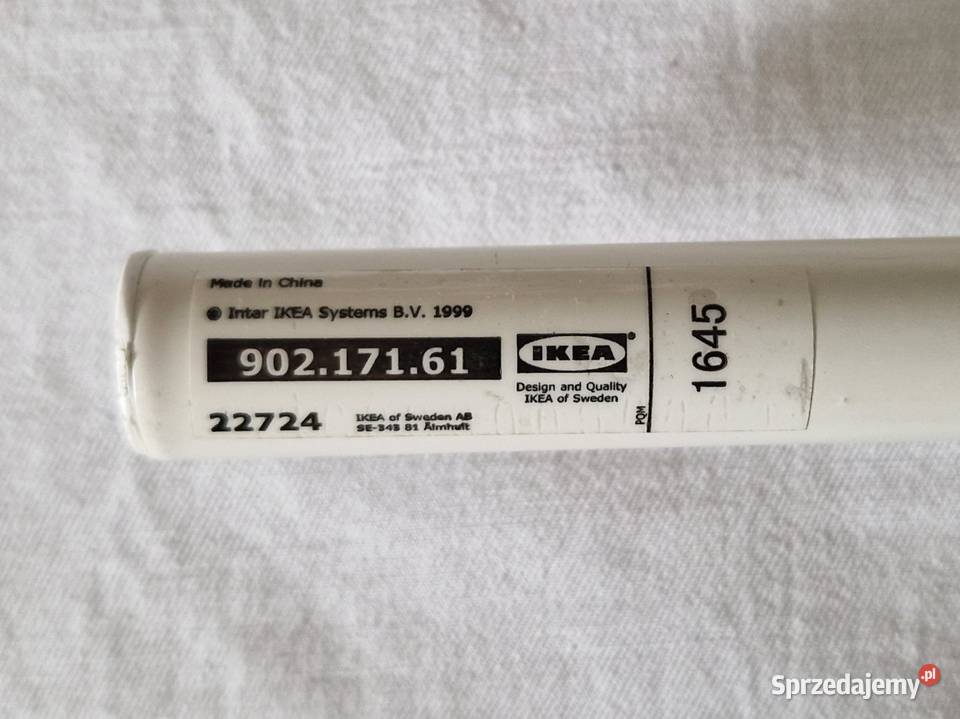 Made in China
© Inter IKEA Systems B.V. 1999
902.171.61
22724
IKEA of Sweden AB
SE-343 81 Älmhult
IKEA®
Design and Quality
IKEA of Sweden
PQM
1645
Sprzedajemy.pl